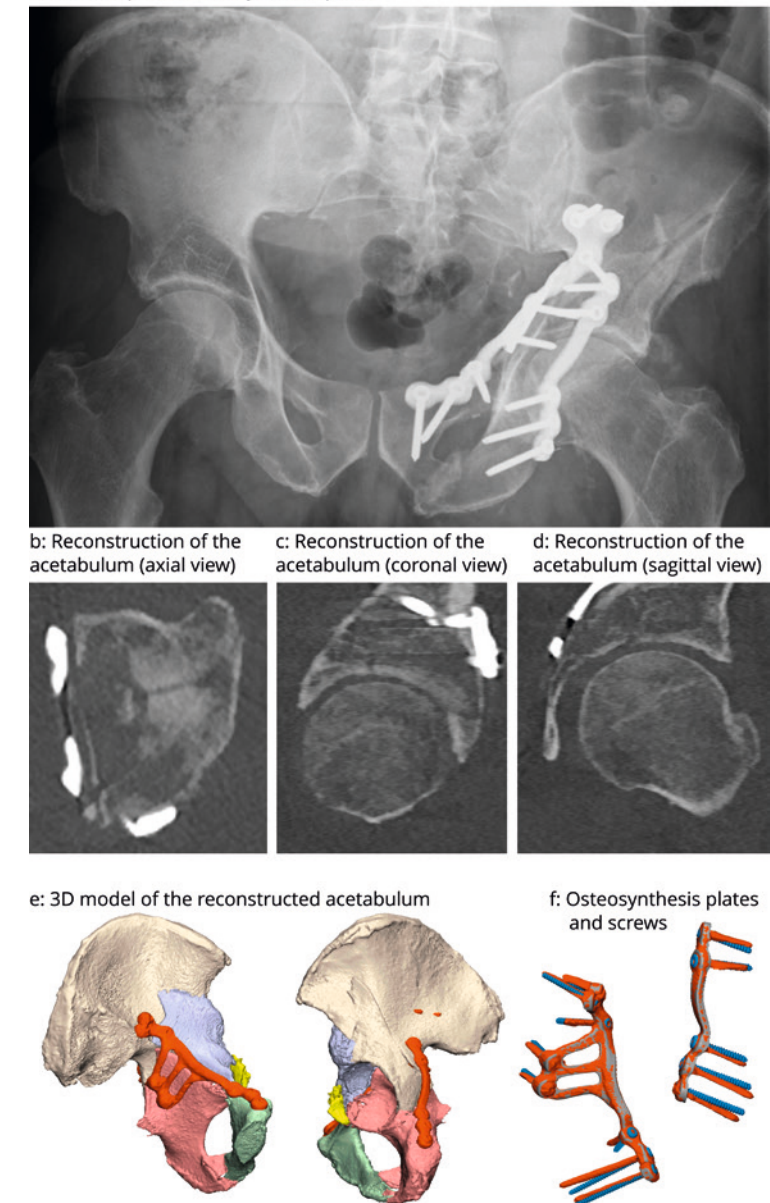 b: Reconstruction of the
acetabulum (axial view)
c: Reconstruction of the
acetabulum (coronal view)
d: Reconstruction of the
acetabulum (sagittal view)
e: 3D model of the reconstructed acetabulum
f: Osteosynthesis plates
and screws